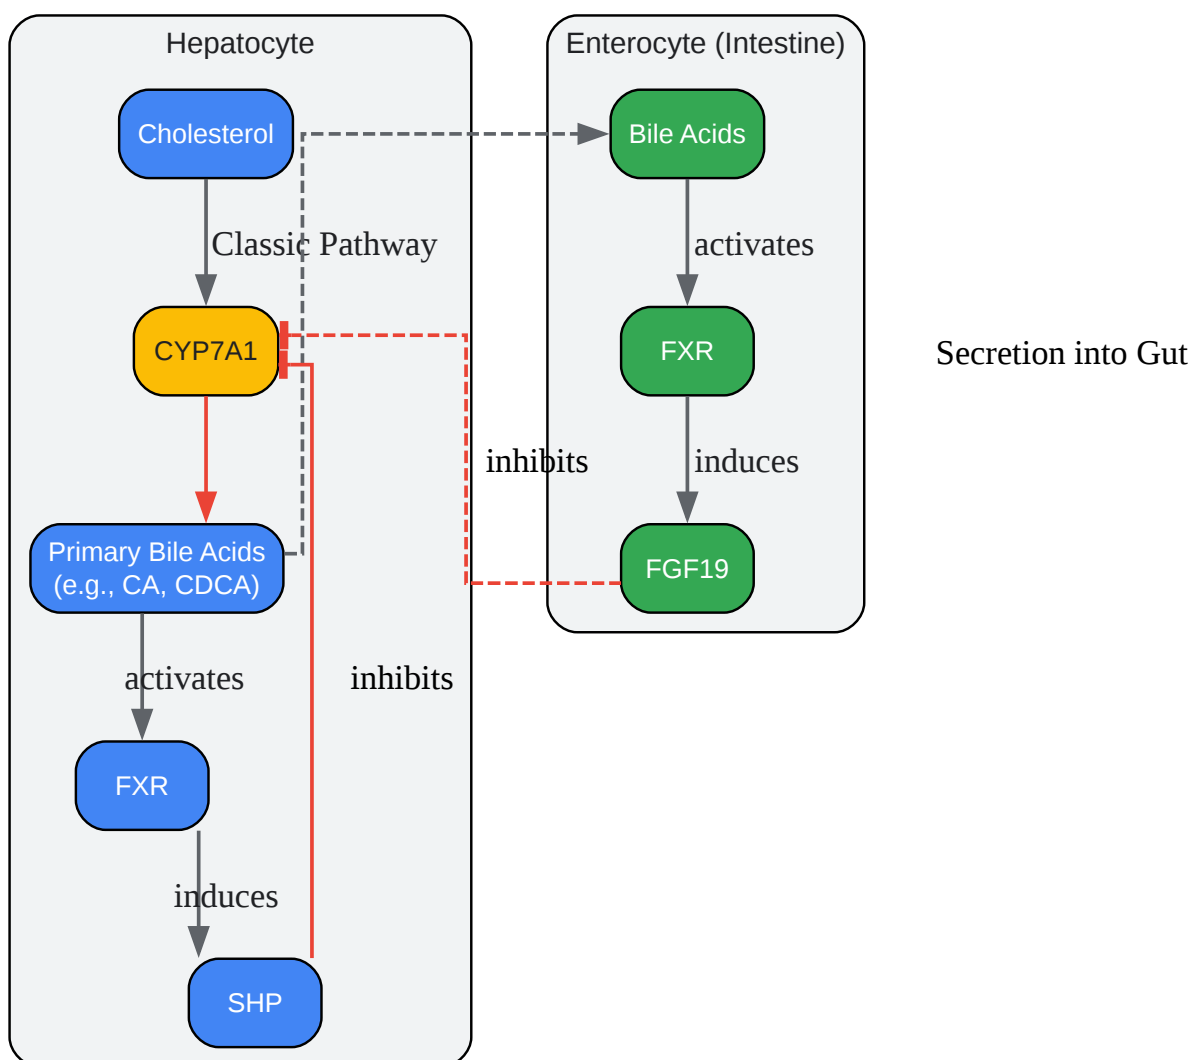 Hepatocyte
Enterocyte (Intestine)
Cholesterol
Bile Acids
Classic Pathway
activates
CYP7A1
FXR
Secretion into Gut
inhibits
induces
Primary Bile Acids
(e.g., CA, CDCA)
FGF19
activates
inhibits
FXR
induces
SHP